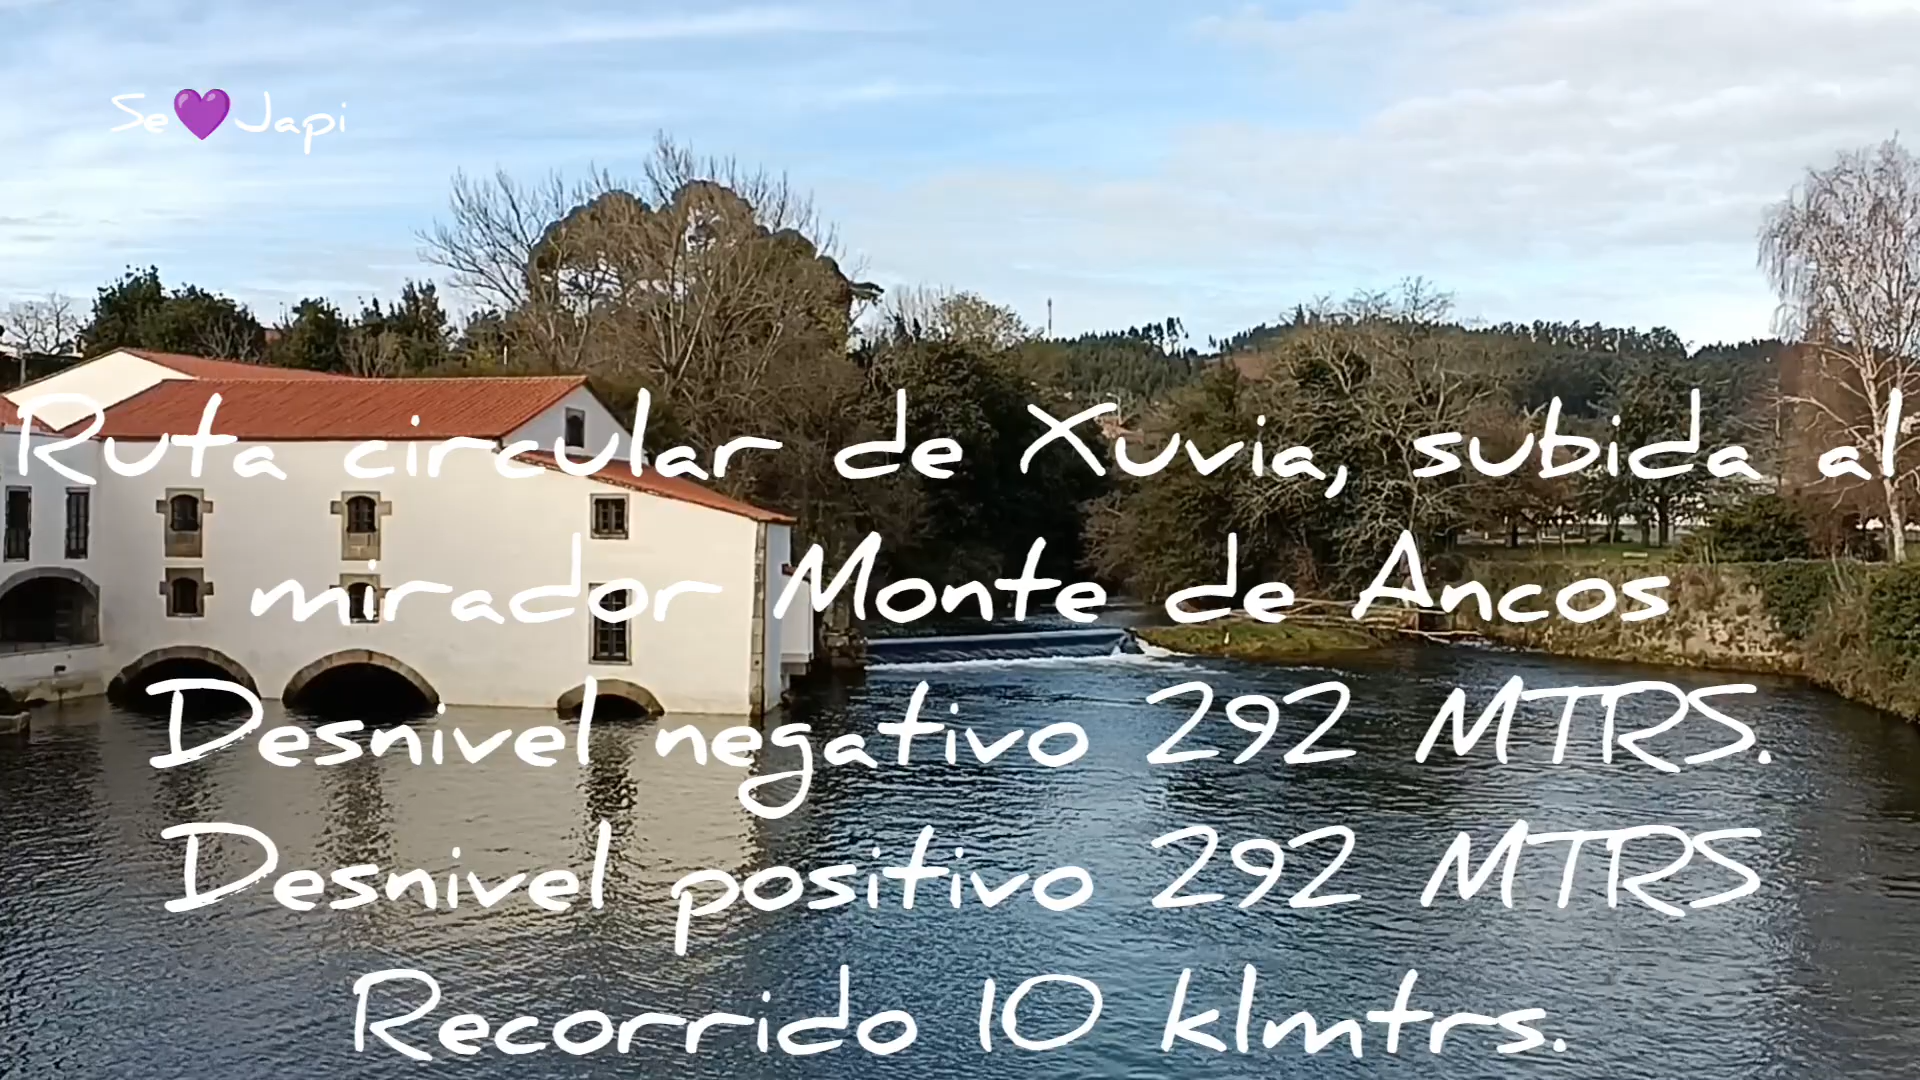 Se💜Japi
Ruta circular de Xuvia, subida al
mirador Monte de Ancos
Desnivel negativo 292 MTRS.
Desnivel positivo 292 MTRS
Recorrido 10 klmtrs.